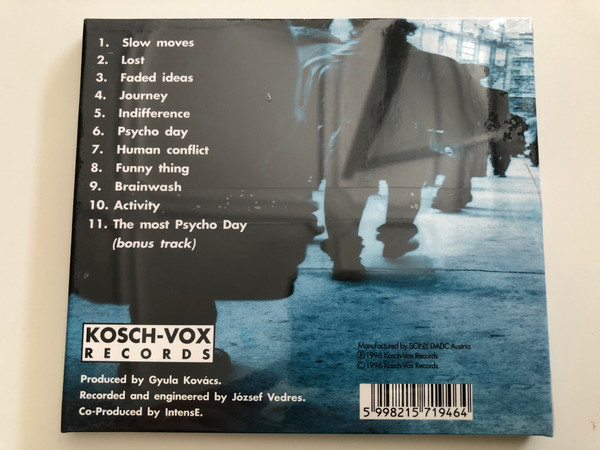 1. Slow moves
2. Lost
3. Faded ideas
4. Journey
5. Indifference
6. Psycho day
7. Human conflict
8. Funny thing
9. Brainwash
10. Activity
11. The most Psycho Day
(bonus track)
KOSCH-VOX
RECORDS
Produced by Gyula Kovács.
Recorded and engineered by József Vedres.
Co-Produced by IntensE.
Manufactured by SONY DADC Austria
Ⓟ1996 Kosch-Vox Records
©1996 Kosch-Vox Records
5 998215 719464